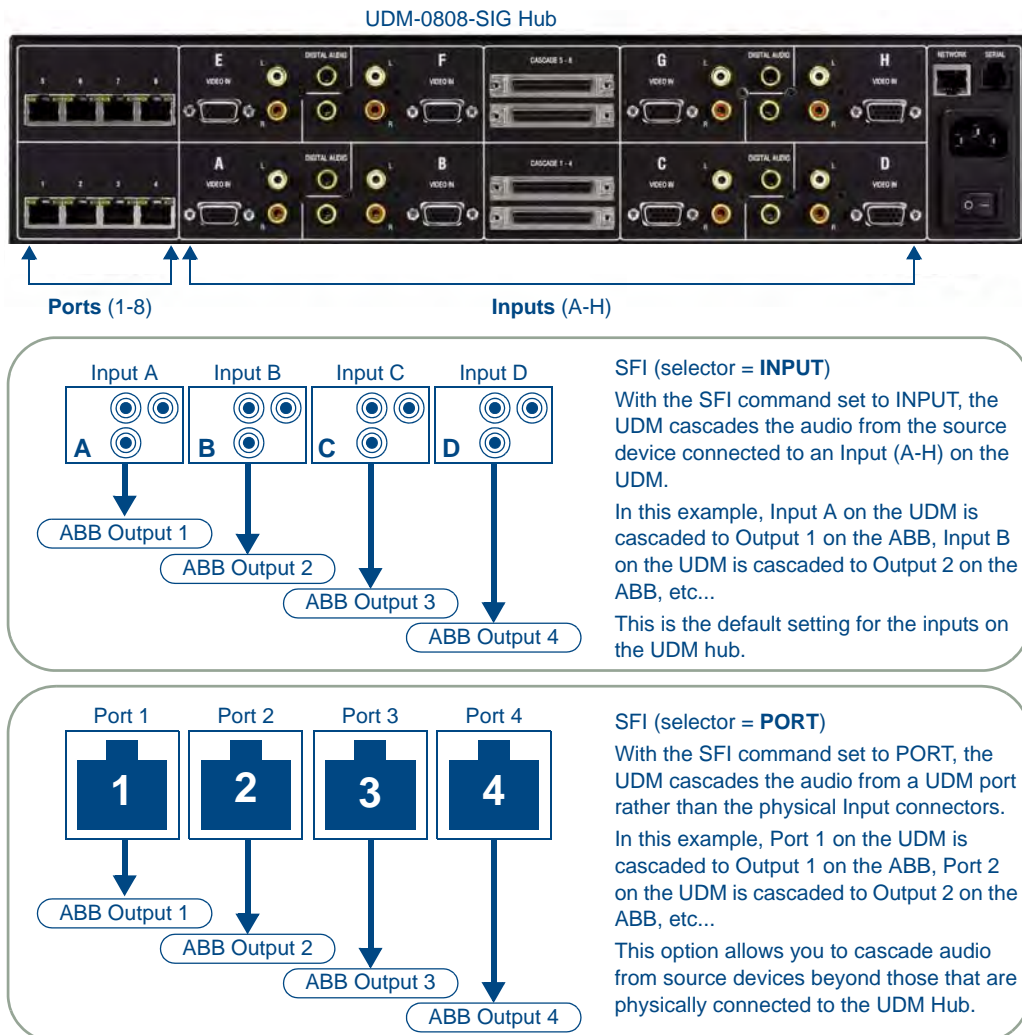 UDM-0808-SIG Hub
5 6 7 8
E
VIDEO IN
L
R
DIGITAL AUDIO
L
R
F
VIDEO IN
CASCADE 5 - 8
G
VIDEO IN
L
R
DIGITAL AUDIO
L
R
H
VIDEO IN
NETWORK
SERIAL
1 2 3 4
A
VIDEO IN
L
R
DIGITAL AUDIO
L
R
B
VIDEO IN
CASCADE 1 - 4
C
VIDEO IN
L
R
DIGITAL AUDIO
L
R
D
VIDEO IN
Ports (1-8)
Inputs (A-H)
Input A Input B Input C Input D
A B C D
ABB Output 1
ABB Output 2
ABB Output 3
ABB Output 4
SFI (selector = INPUT)
With the SFI command set to INPUT, the
UDM cascades the audio from the source
device connected to an Input (A-H) on the
UDM.
In this example, Input A on the UDM is
cascaded to Output 1 on the ABB, Input B
on the UDM is cascaded to Output 2 on the
ABB, etc...
This is the default setting for the inputs on
the UDM hub.
Port 1 Port 2 Port 3 Port 4
1 2 3 4
ABB Output 1
ABB Output 2
ABB Output 3
ABB Output 4
SFI (selector = PORT)
With the SFI command set to PORT, the
UDM cascades the audio from a UDM port
rather than the physical Input connectors.
In this example, Port 1 on the UDM is
cascaded to Output 1 on the ABB, Port 2
on the UDM is cascaded to Output 2 on the
ABB, etc...
This option allows you to cascade audio
from source devices beyond those that are
physically connected to the UDM Hub.